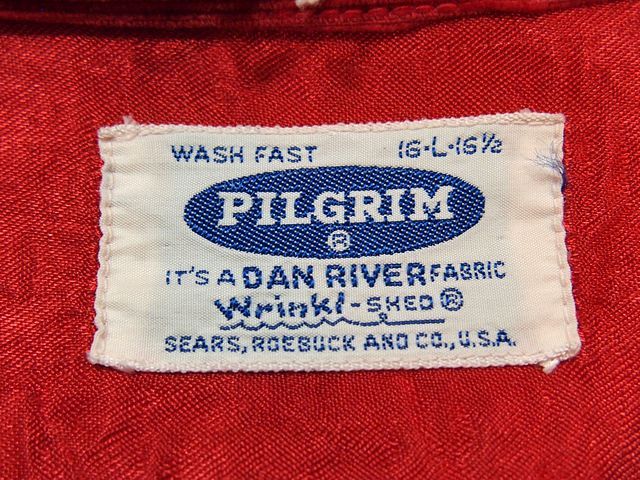 WASH FAST 16-L-16½
PILGRIM
®
IT'S A DAN RIVER FABRIC
Wrinkl-SHED®
SEARS, ROEBUCK AND CO., U.S.A.